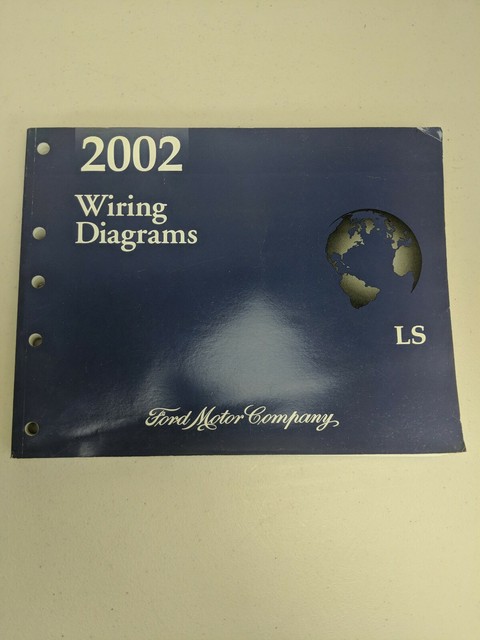 2002
Wiring
Diagrams
LS
Ford Motor Company